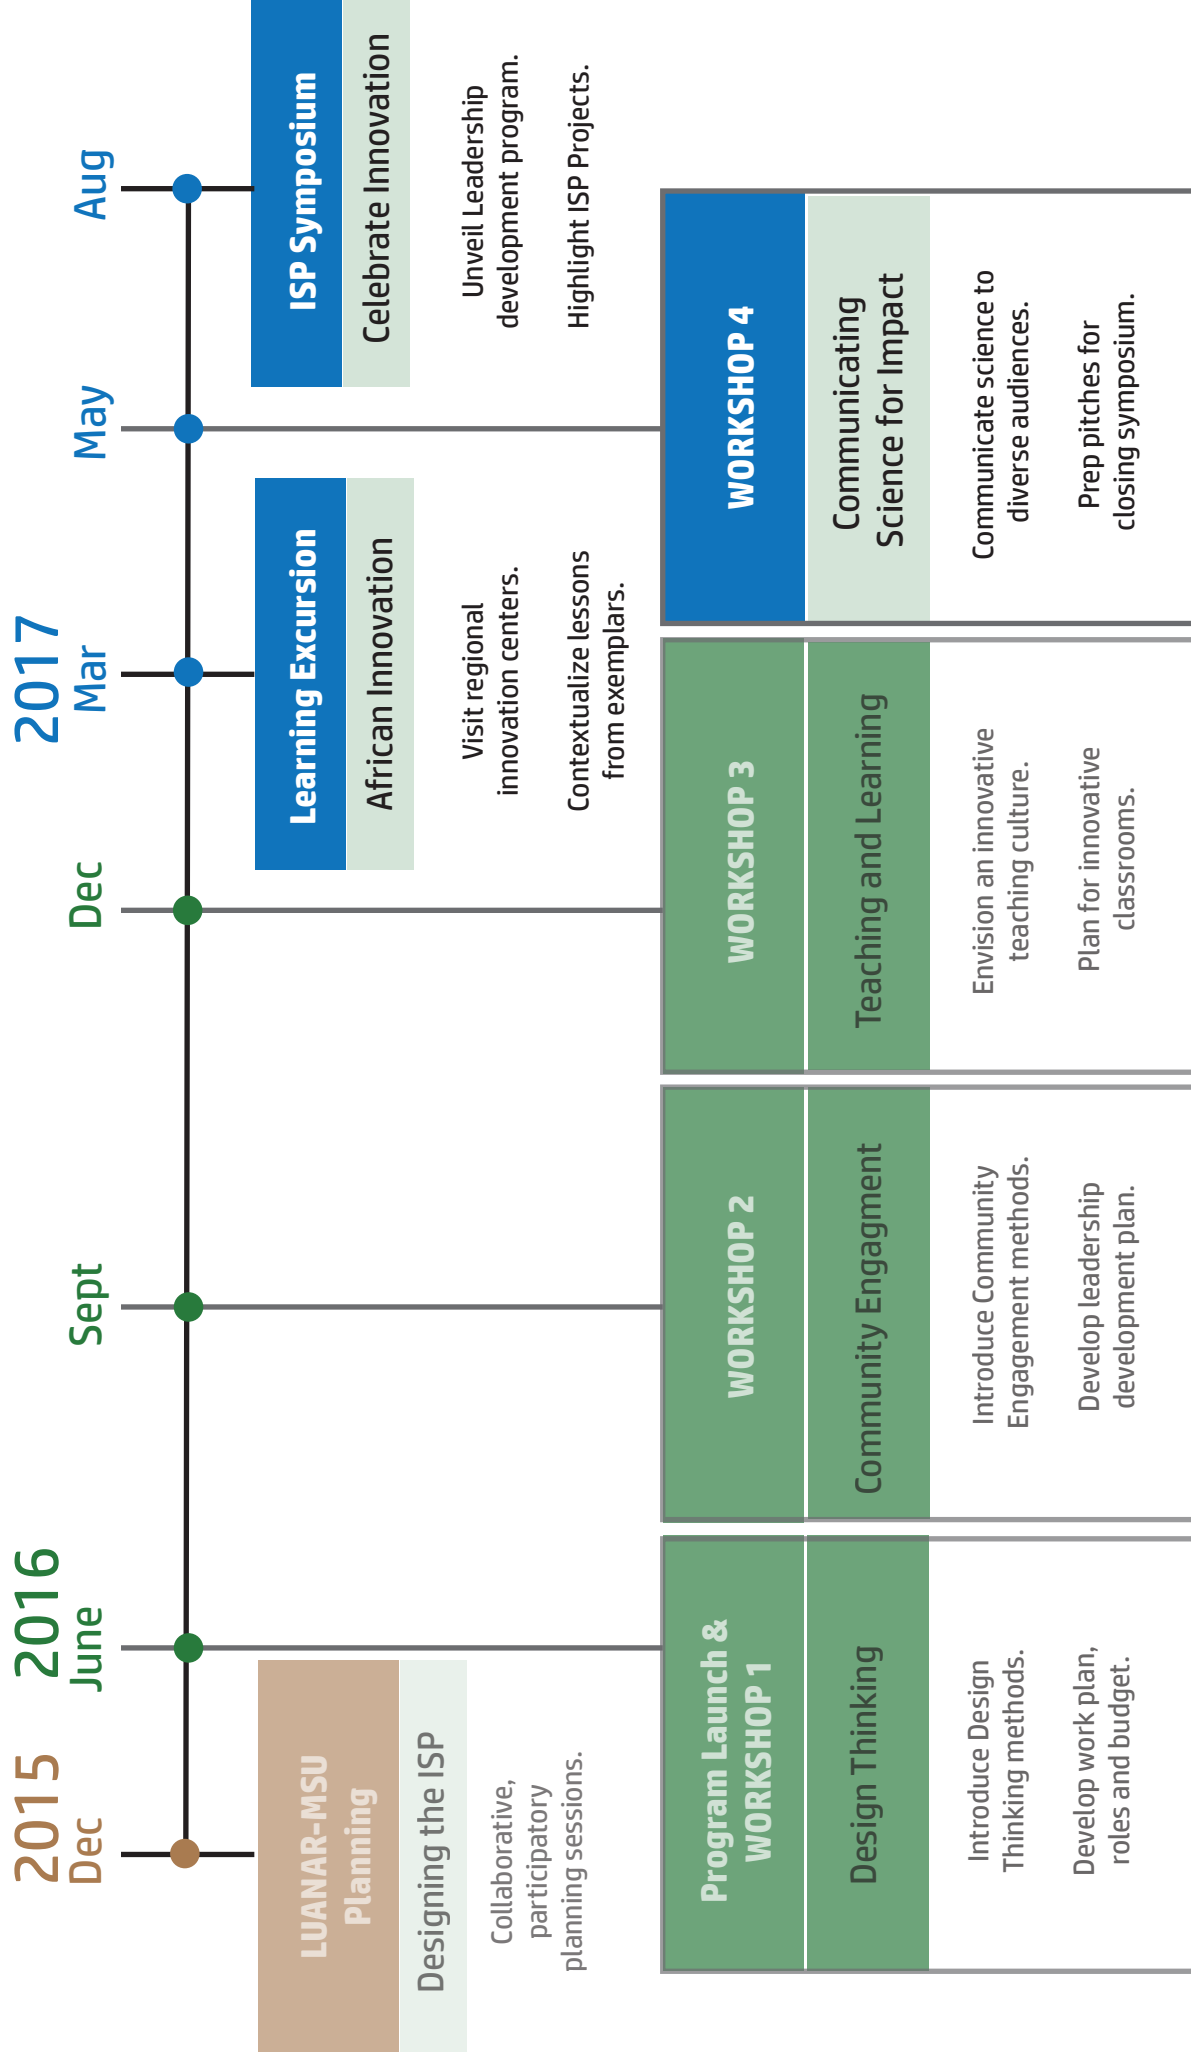 2015
Dec
2016
June
Sept
Dec
2017
Mar
May
Aug
LUANAR-MSU
Planning
Designing the ISP
Collaborative,
participatory
planning sessions.
Learning Excursion
African Innovation
Visit regional
innovation centers.
Contextualize lessons
from exemplars.
ISP Symposium
Celebrate Innovation
Unveil Leadership
development program.
Highlight ISP Projects.
Program Launch &
WORKSHOP 1
Design Thinking
Introduce Design
Thinking methods.
Develop work plan,
roles and budget.
WORKSHOP 2
Community Engagment
Introduce Community
Engagement methods.
Develop leadership
development plan.
WORKSHOP 3
Teaching and Learning
Envision an innovative
teaching culture.
Plan for innovative
classrooms.
WORKSHOP 4
Communicating
Science for Impact
Communicate science to
diverse audiences.
Prep pitches for
closing symposium.